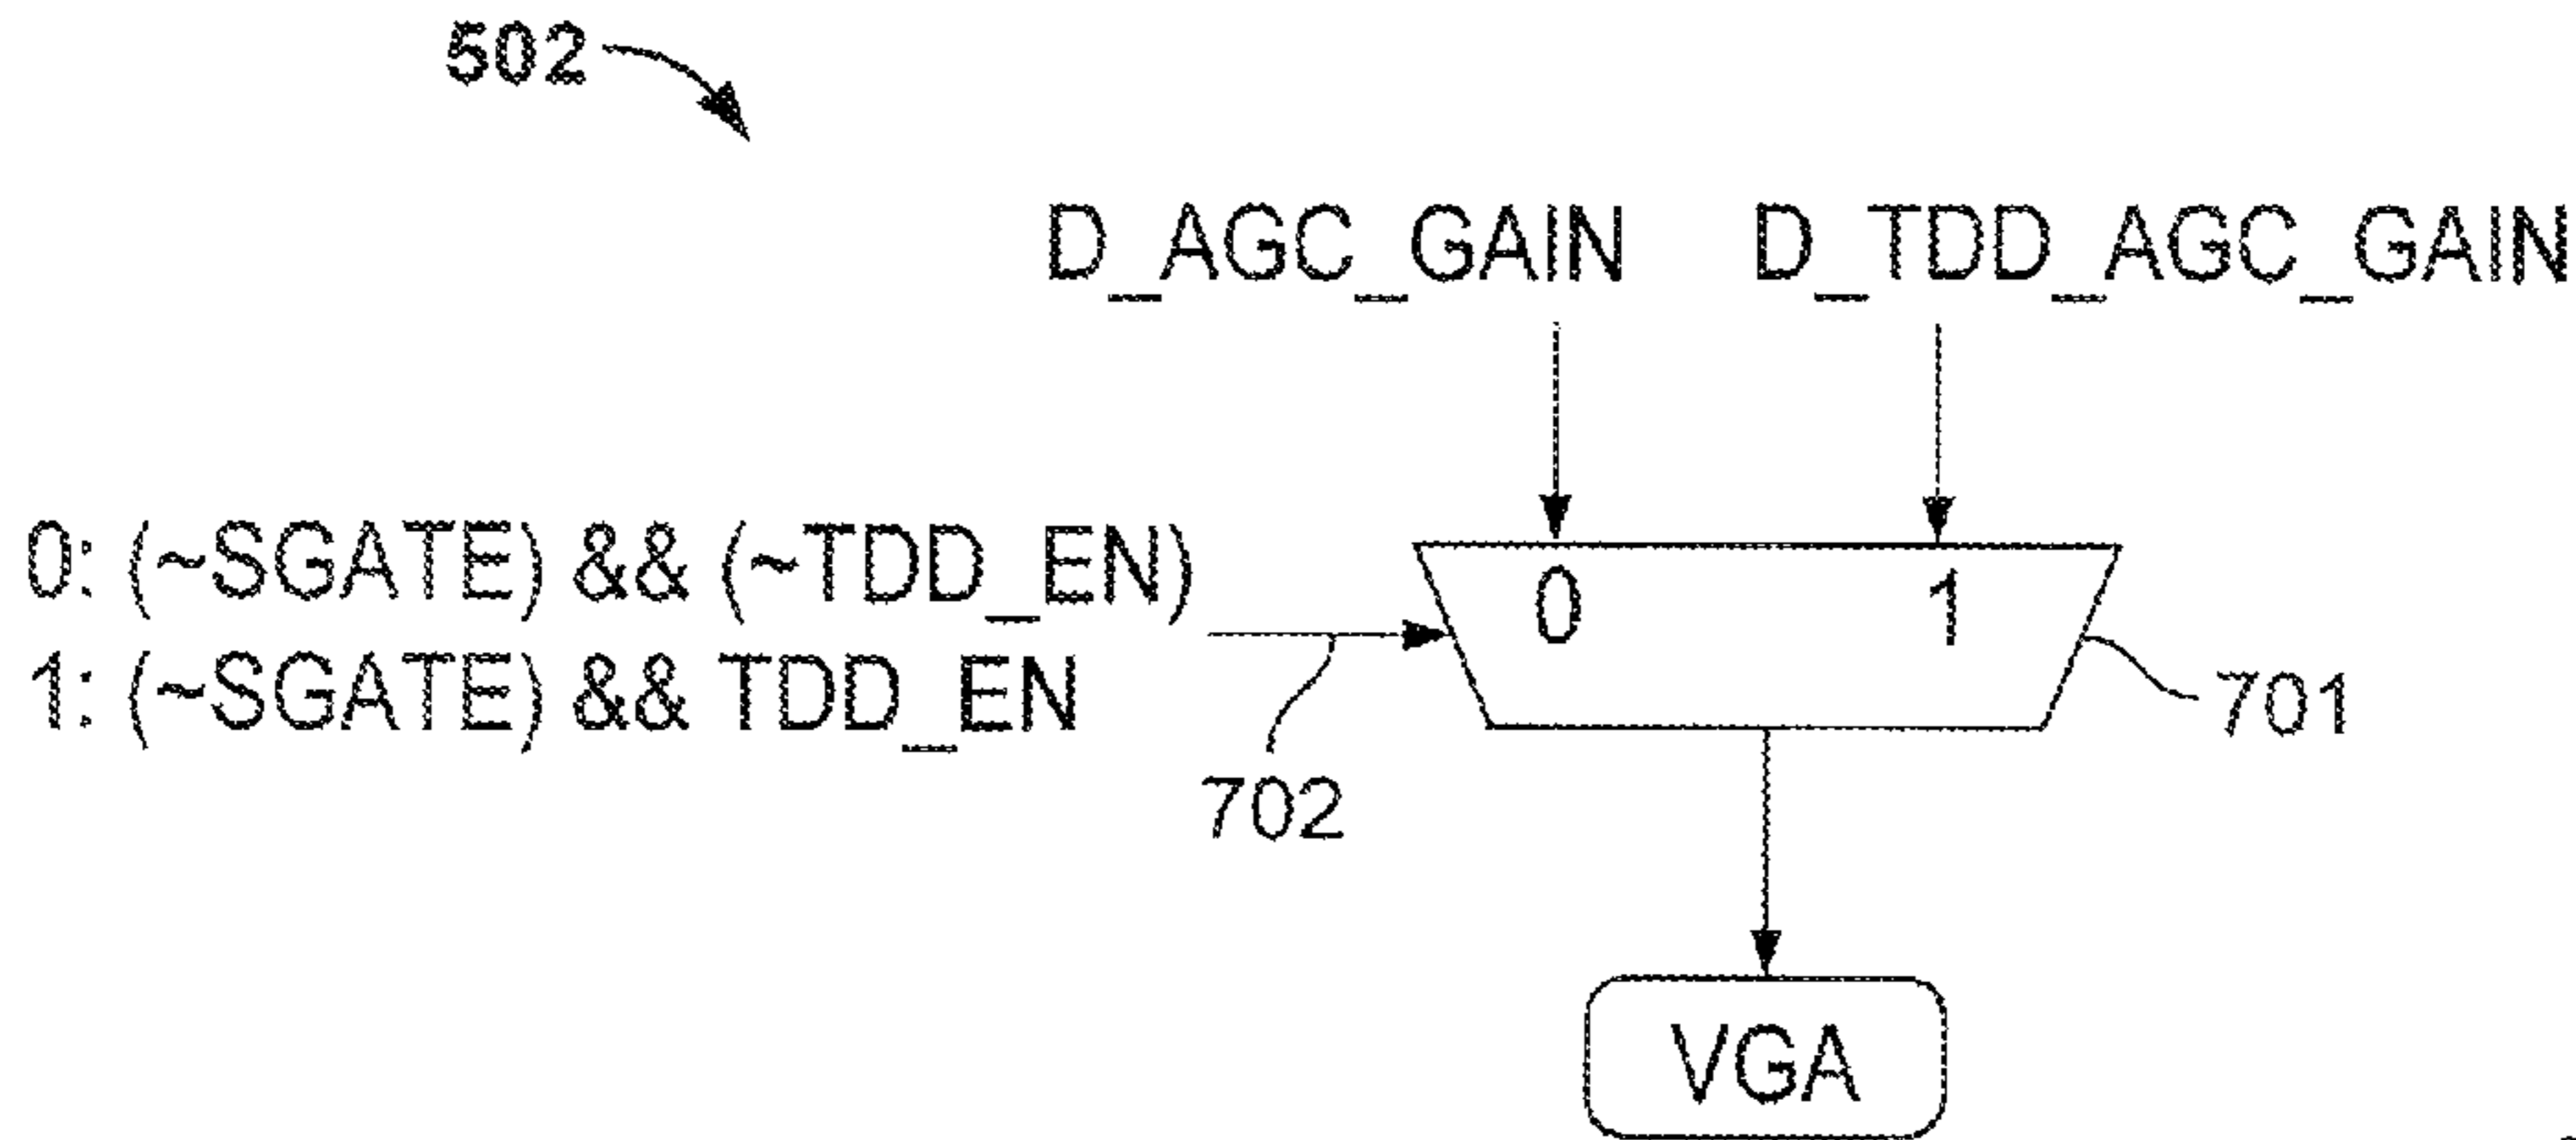 502
D_AGC_GAIN D_TDD_AGC_GAIN
0: (~SGATE) && (~TDD_EN)
1: (~SGATE) && TDD_EN
0 1
701
702
VGA